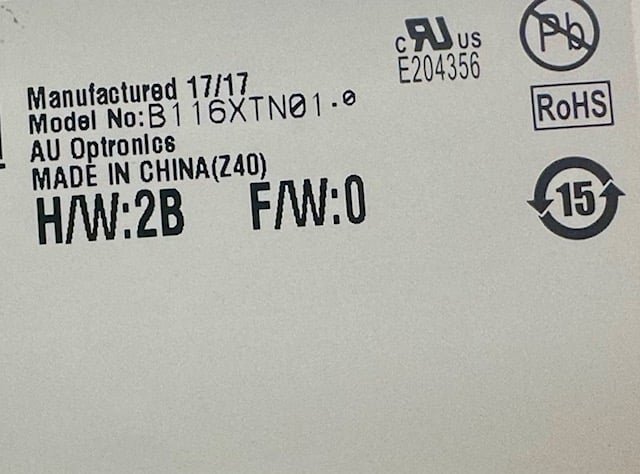 Manufactured 17/17
Model No:B116XTN01.0
AU Optronics
MADE IN CHINA(Z40)
H/W:2B F/W:0
c RU US
E204356
Pb
RoHS
15